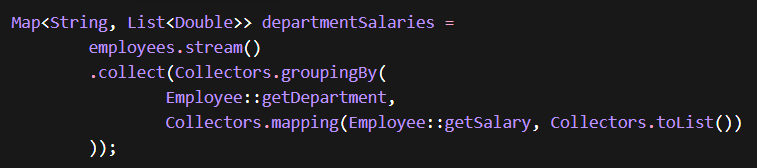 Map<String, List<Double>> departmentSalaries =
        employees.stream()
        .collect(Collectors.groupingBy(
                Employee::getDepartment,
                Collectors.mapping(Employee::getSalary, Collectors.toList())
        ));